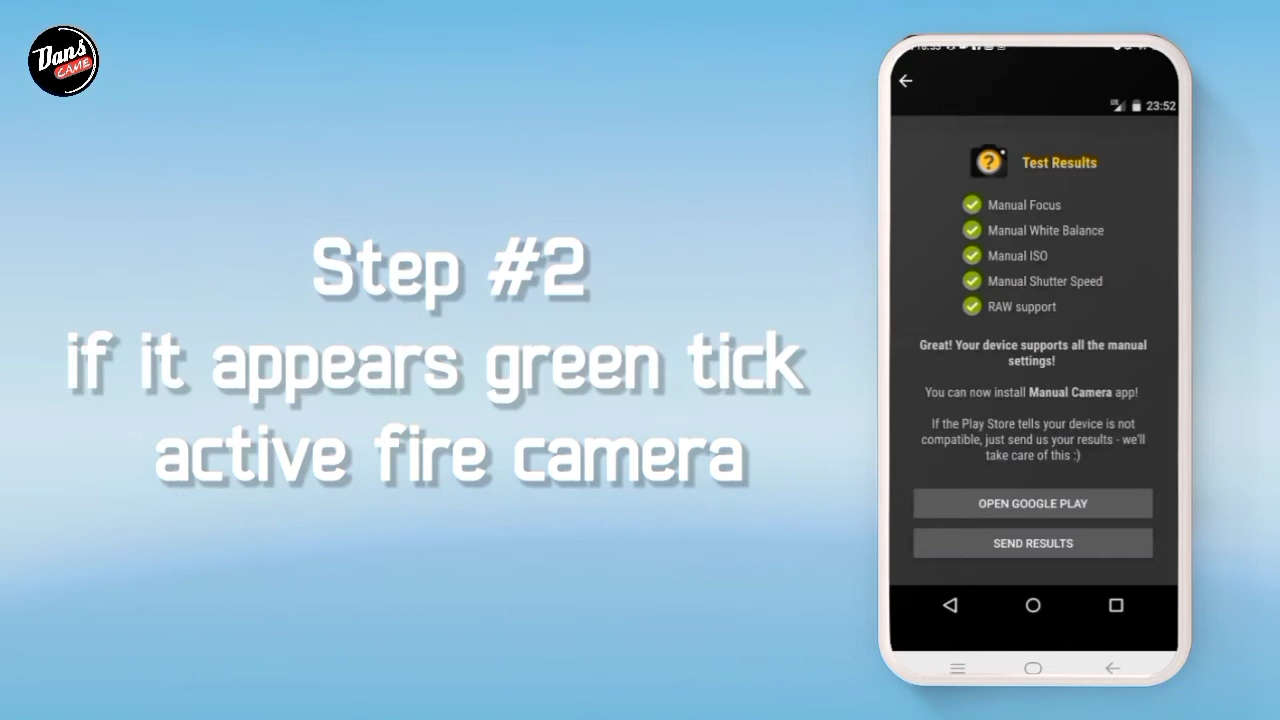 Dans
CAME
Step #2
if it appears green tick
active fire camera
LTE
23:52
?
Test Results
Manual Focus
Manual White Balance
Manual ISO
Manual Shutter Speed
RAW support
Great! Your device supports all the manual
settings!
You can now install Manual Camera app!
If the Play Store tells your device is not
compatible, just send us your results - we'll
take care of this :)
OPEN GOOGLE PLAY
SEND RESULTS